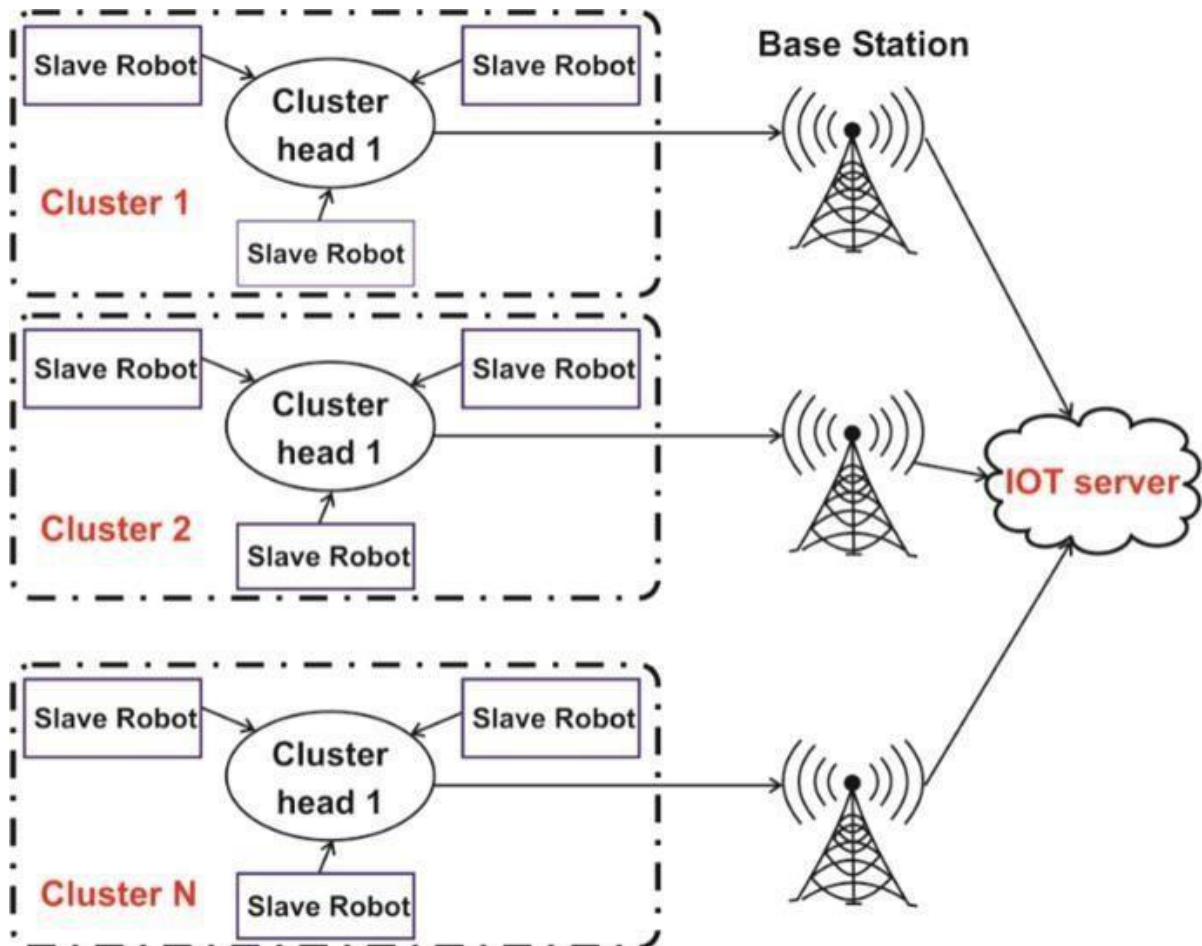 Slave Robot
Slave Robot
Base Station
Cluster
head 1
Cluster 1
Slave Robot
Slave Robot
Slave Robot
Cluster
head 1
IOT server
Cluster 2
Slave Robot
Slave Robot
Slave Robot
Cluster
head 1
Cluster N
Slave Robot